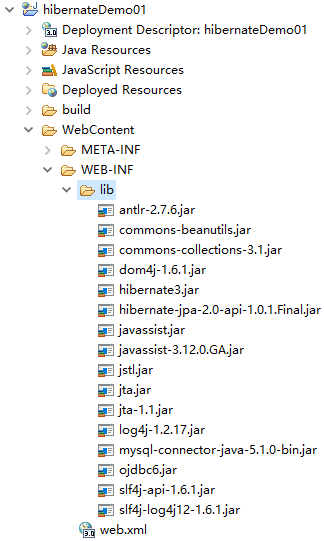 hibernateDemo01
3.0 Deployment Descriptor: hibernateDemo01
Java Resources
JavaScript Resources
Deployed Resources
build
WebContent
META-INF
WEB-INF
lib
antlr-2.7.6.jar
commons-beanutils.jar
commons-collections-3.1.jar
dom4j-1.6.1.jar
hibernate3.jar
hibernate-jpa-2.0-api-1.0.1.Final.jar
javassist.jar
javassist-3.12.0.GA.jar
jstl.jar
jta.jar
jta-1.1.jar
log4j-1.2.17.jar
mysql-connector-java-5.1.0-bin.jar
ojdbc6.jar
slf4j-api-1.6.1.jar
slf4j-log4j12-1.6.1.jar
3.0 web.xml